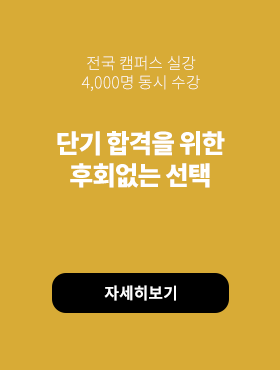 전국 캠퍼스 실강
4,000명 동시 수강
단기 합격을 위한
후회없는 선택
자세히보기